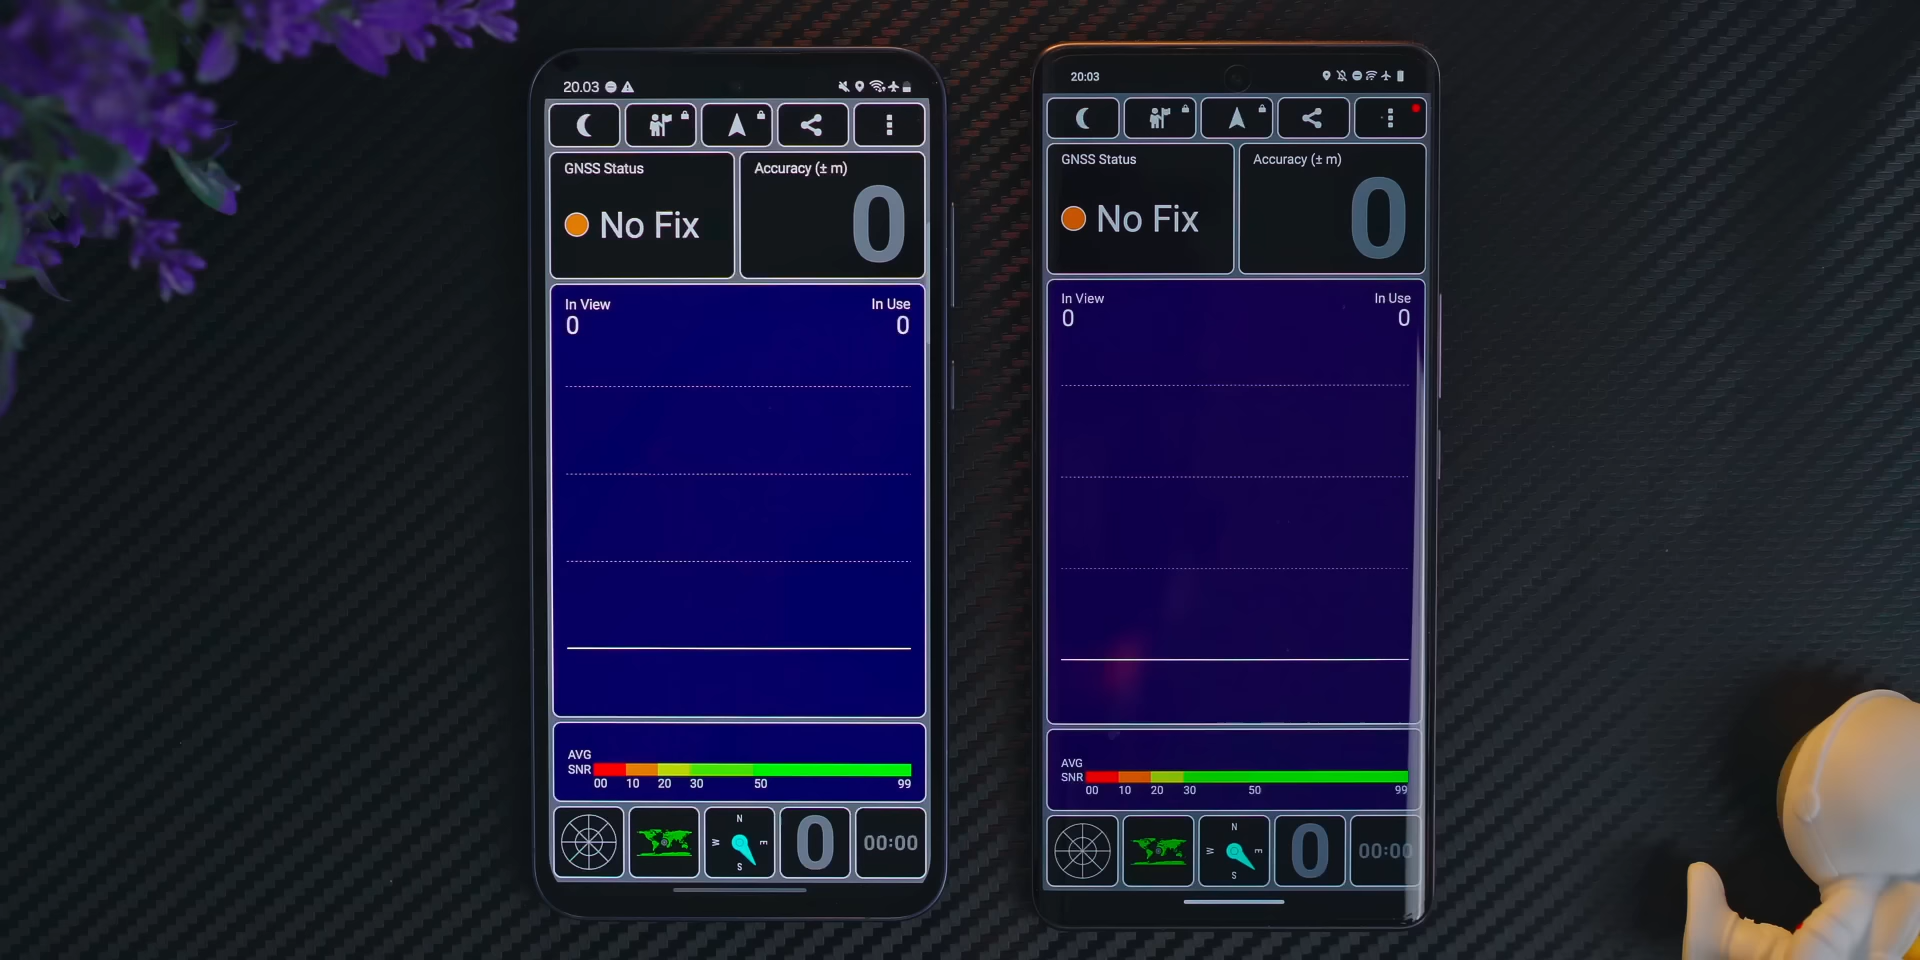 20.03
GNSS Status
Accuracy (± m)
No Fix
0
In View
In Use
0
0
AVG
SNR
00 10 20 30 50 99
N
W
E
S
0
00:00
20:03
GNSS Status
Accuracy (± m)
No Fix
0
In View
In Use
0
0
AVG
SNR
00 10 20 30 50 99
N
W
E
S
0
00:00